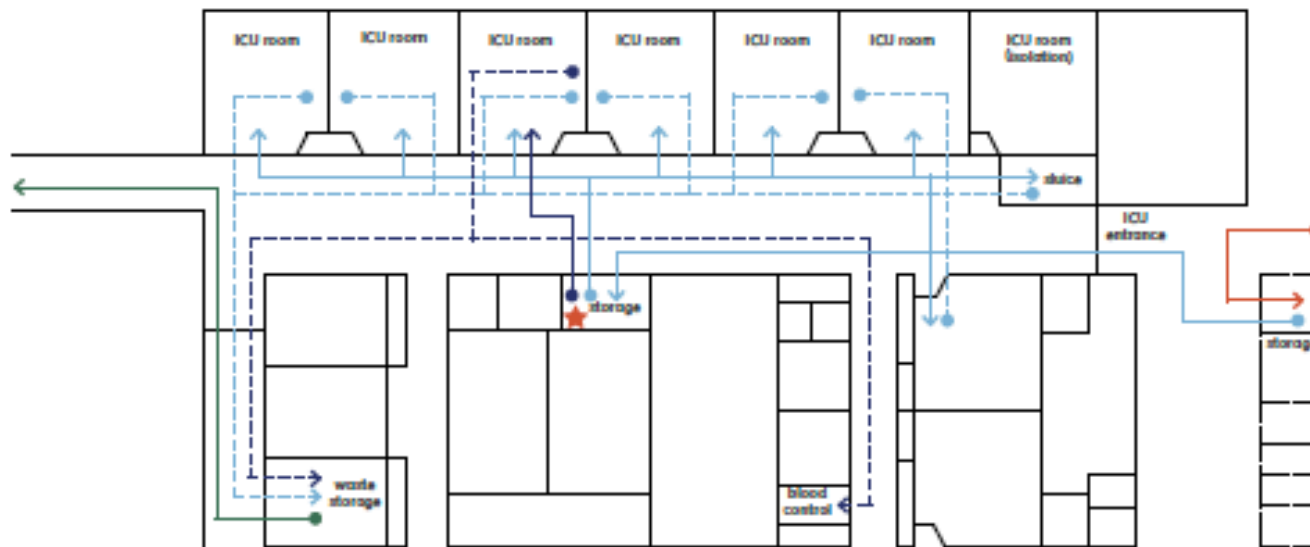 ICU room
ICU room
ICU room
ICU room
ICU room
ICU room
ICU room
(isolation)
sluice
ICU
entrance
storage
storag
waste
storage
blood
control